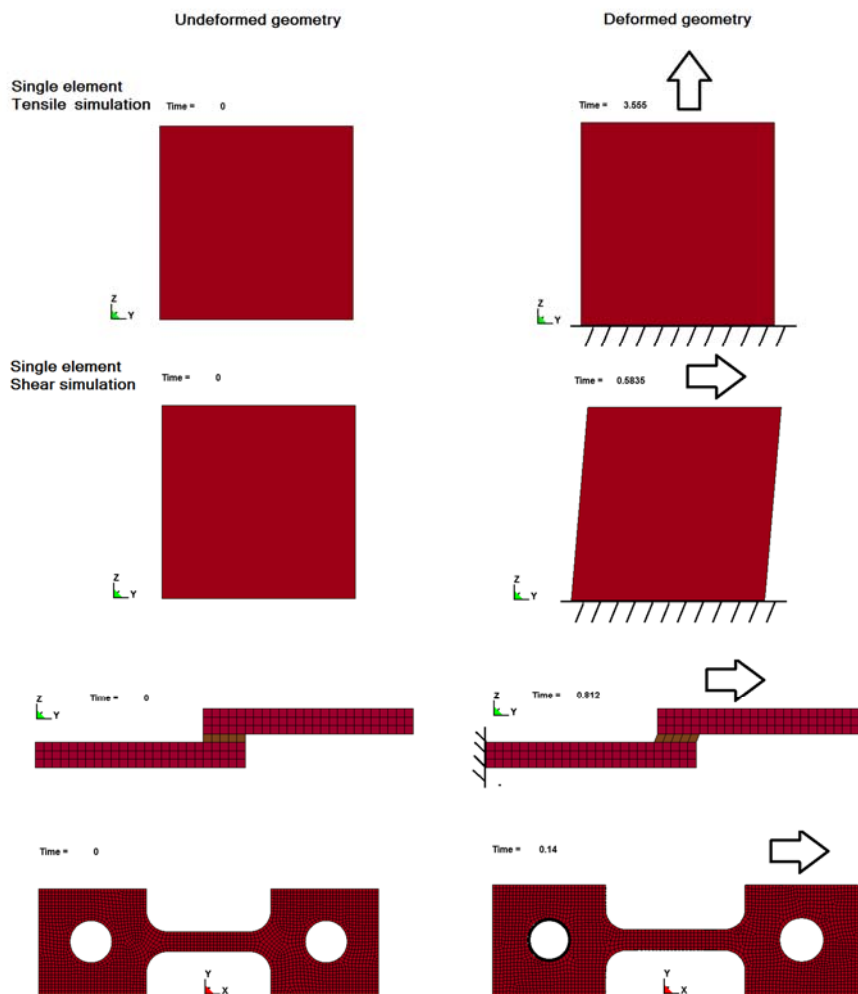 Undeformed geometry
Deformed geometry
Single element
Tensile simulation
Time = 0
Time = 3.555
Z
Y
Z
Y
Single element
Shear simulation
Time = 0
Time = 0.5835
Z
Y
Z
Y
Z
Y
Time = 0
Z
Y
Time = 0.812
Time = 0
Time = 0.14
Y
X
Y
X